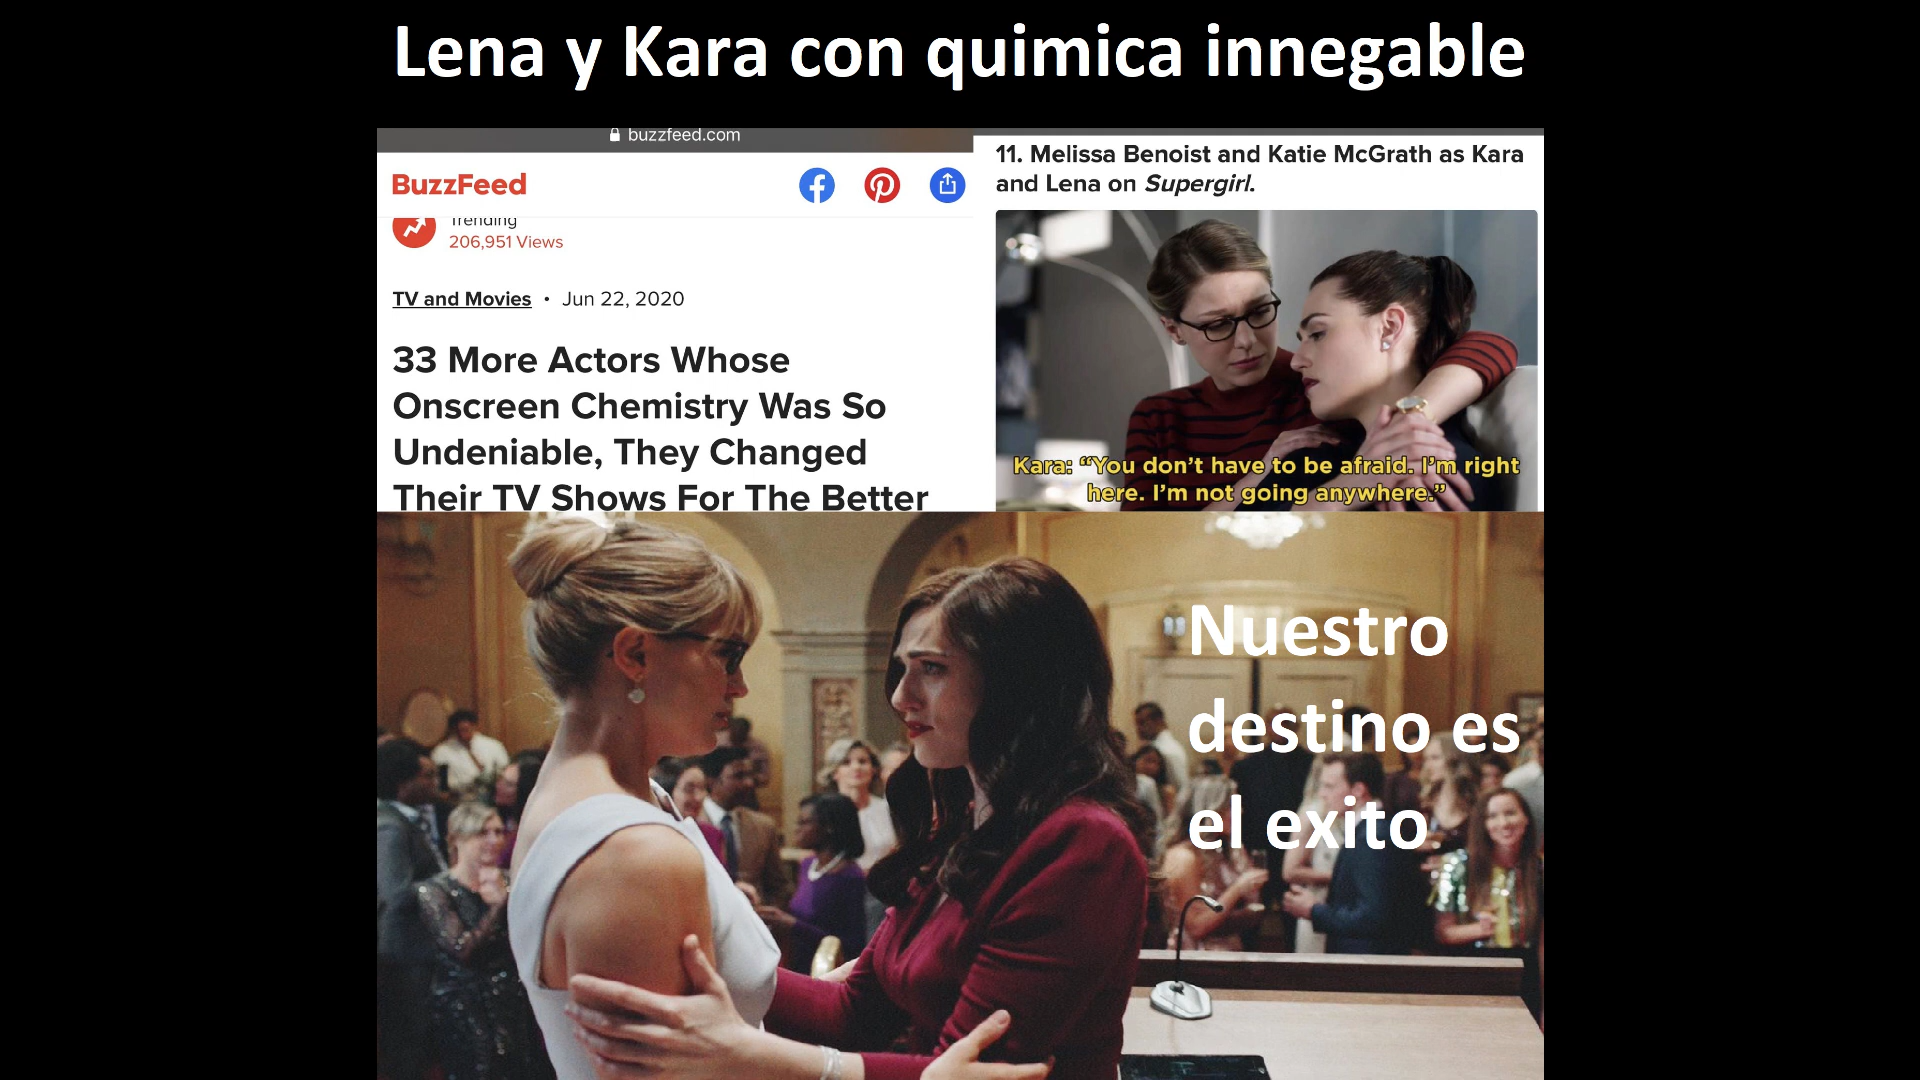 Lena y Kara con quimica innegable
buzzfeed.com
BuzzFeed
Trending
206,951 Views
TV and Movies • Jun 22, 2020
33 More Actors Whose
Onscreen Chemistry Was So
Undeniable, They Changed
Their TV Shows For The Better
11. Melissa Benoist and Katie McGrath as Kara
and Lena on Supergirl.
Kara: “You don’t have to be afraid. I’m right
here. I’m not going anywhere.”
Nuestro
destino es
el exito